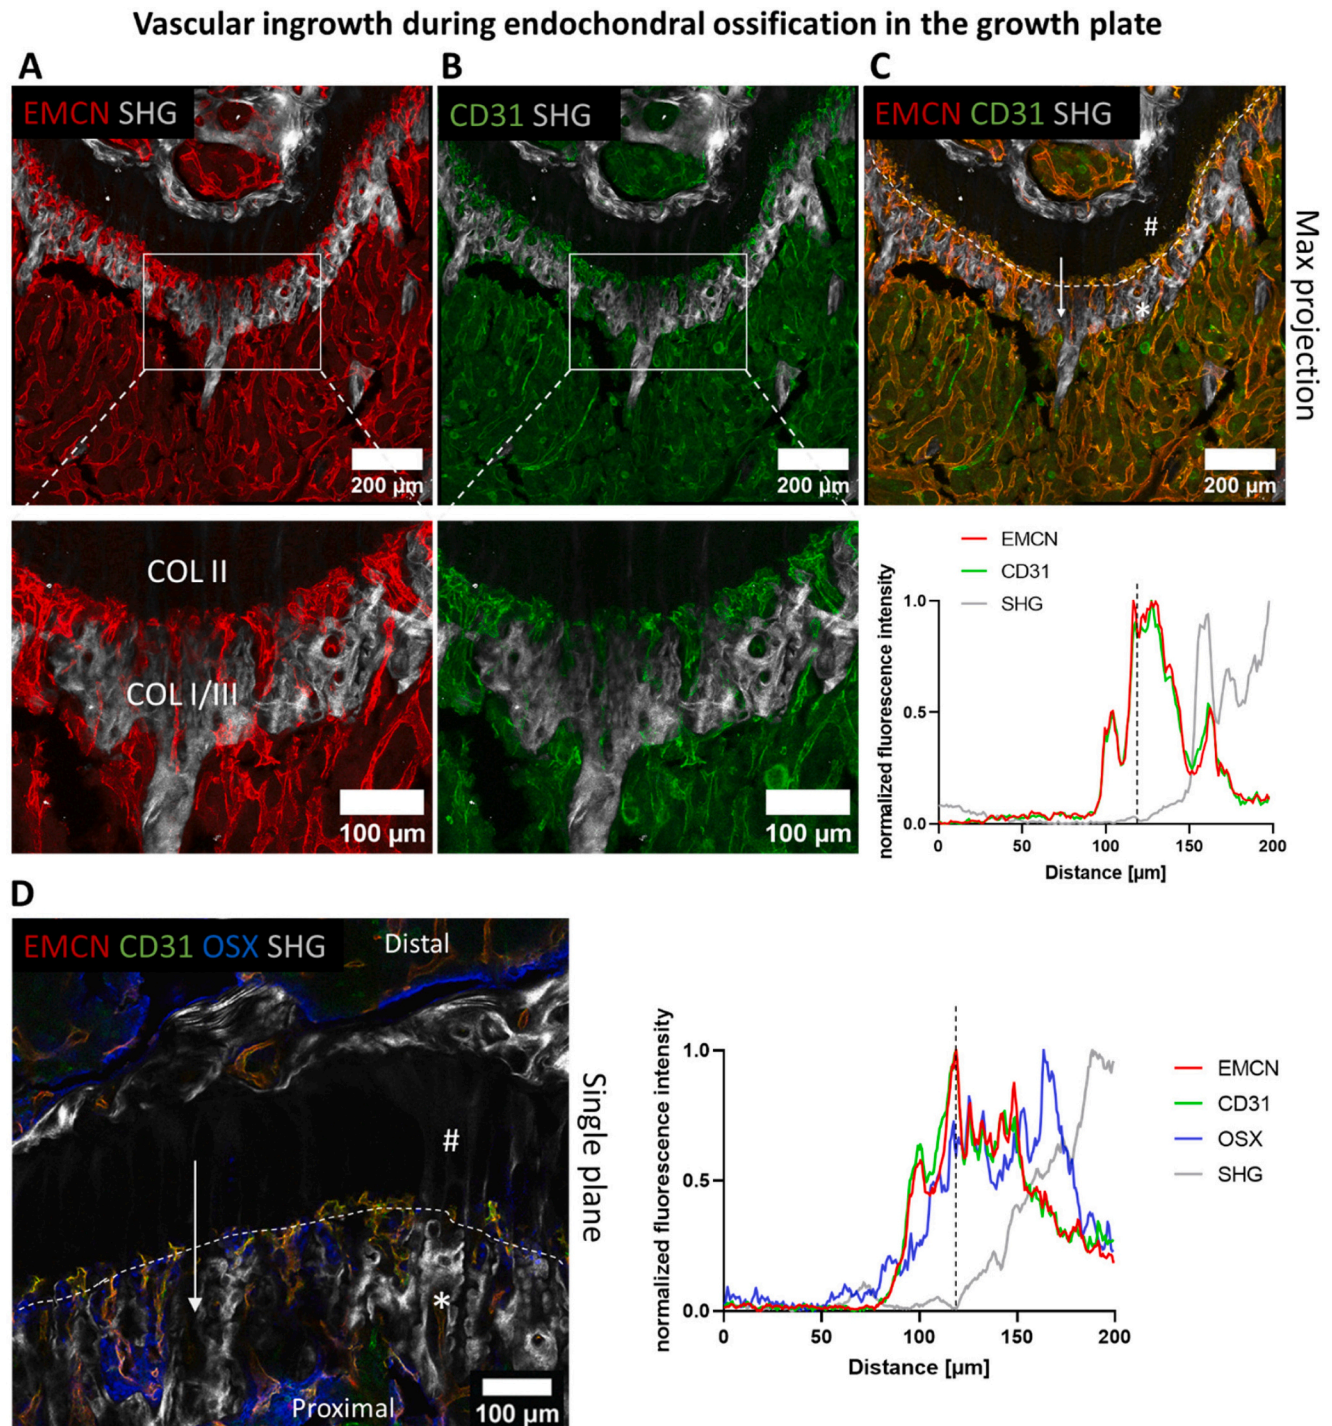 Vascular ingrowth during endochondral ossification in the growth plate
A
B
C
EMCN SHG
CD31 SHG
EMCN CD31 SHG
#
*
200 µm
200 µm
200 µm
Max projection
COL II
COL I/III
100 µm
100 µm
EMCN
CD31
SHG
normalized fluorescence intensity
1.0
0.5
0.0
0 50 100 150 200
Distance [µm]
D
EMCN CD31 OSX SHG
Distal
#
*
Proximal
100 µm
Single plane
normalized fluorescence intensity
1.0
0.5
0.0
0 50 100 150 200
Distance [µm]
EMCN
CD31
OSX
SHG